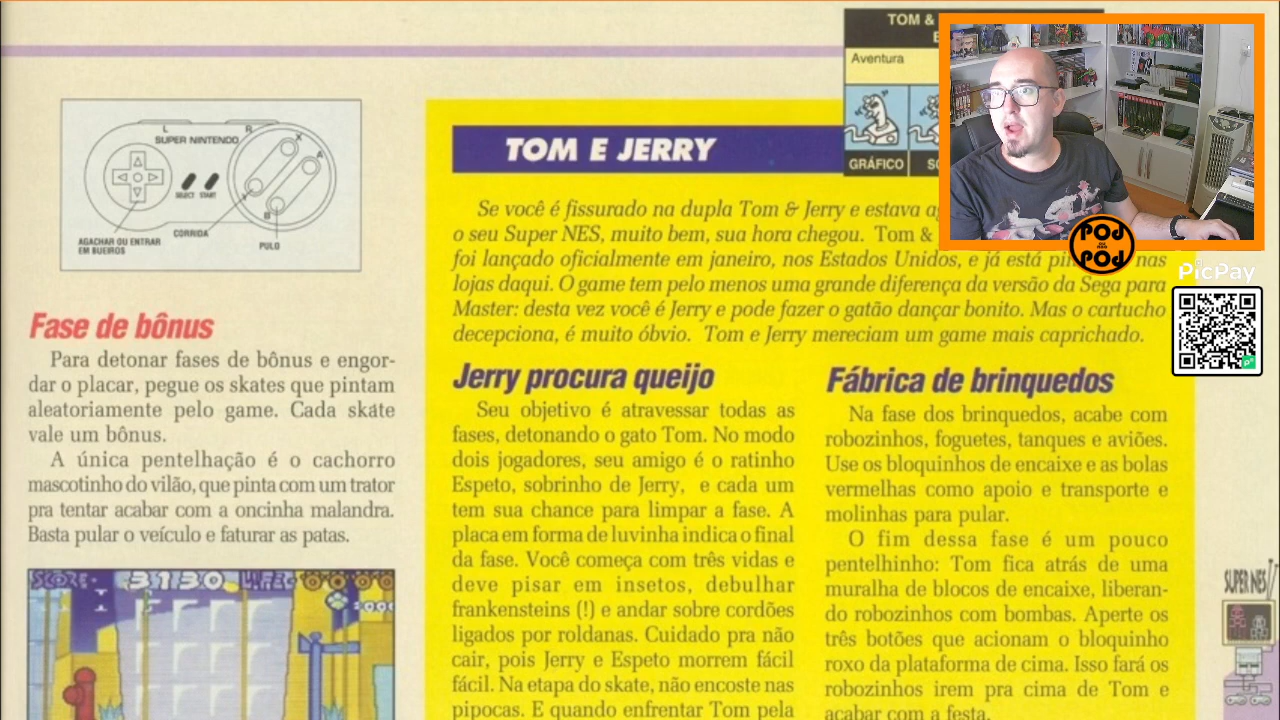 TOM &
Aventura
GRÁFICO
SUPER NINTENDO
L
R
X
A
Y
B
SELECT START
AGACHAR OU ENTRAR
EM BUEIROS
CORRIDA
PULO
Fase de bônus
Para detonar fases de bônus e engor-
dar o placar, pegue os skates que pintam
aleatoriamente pelo game. Cada skate
vale um bônus.
A única pentelhação é o cachorro
mascotinho do vilão, que pinta com um trator
pra tentar acabar com a oncinha malandra.
Basta pular o veículo e faturar as patas.
SCORE 3130 LIFE
TOM E JERRY
Se você é fissurado na dupla Tom & Jerry e estava
o seu Super NES, muito bem, sua hora chegou. Tom &
foi lançado oficialmente em janeiro, nos Estados Unidos, e já está nas
lojas daqui. O game tem pelo menos uma grande diferença da versão da Sega para
Master: desta vez você é Jerry e pode fazer o gatão dançar bonito. Mas o cartucho
decepciona, é muito óbvio. Tom e Jerry mereciam um game mais caprichado.
Jerry procura queijo
Seu objetivo é atravessar todas as
fases, detonando o gato Tom. No modo
dois jogadores, seu amigo é o ratinho
Espeto, sobrinho de Jerry, e cada um
tem sua chance para limpar a fase. A
placa em forma de luvinha indica o final
da fase. Você começa com três vidas e
deve pisar em insetos, debulhar
frankensteins (!) e andar sobre cordões
ligados por roldanas. Cuidado pra não
cair, pois Jerry e Espeto morrem fácil
fácil. Na etapa do skate, não encoste nas
pipocas. E quando enfrentar Tom pela
Fábrica de brinquedos
Na fase dos brinquedos, acabe com
robozinhos, foguetes, tanques e aviões.
Use os bloquinhos de encaixe e as bolas
vermelhas como apoio e transporte e
molinhas para pular.
O fim dessa fase é um pouco
pentelhinho: Tom fica atrás de uma
muralha de blocos de encaixe, liberan-
do robozinhos com bombas. Aperte os
três botões que acionam o bloquinho
roxo da plataforma de cima. Isso fará os
robozinhos irem pra cima de Tom e
acabar com a festa.
POD
POD
PicPay
SUPER NES